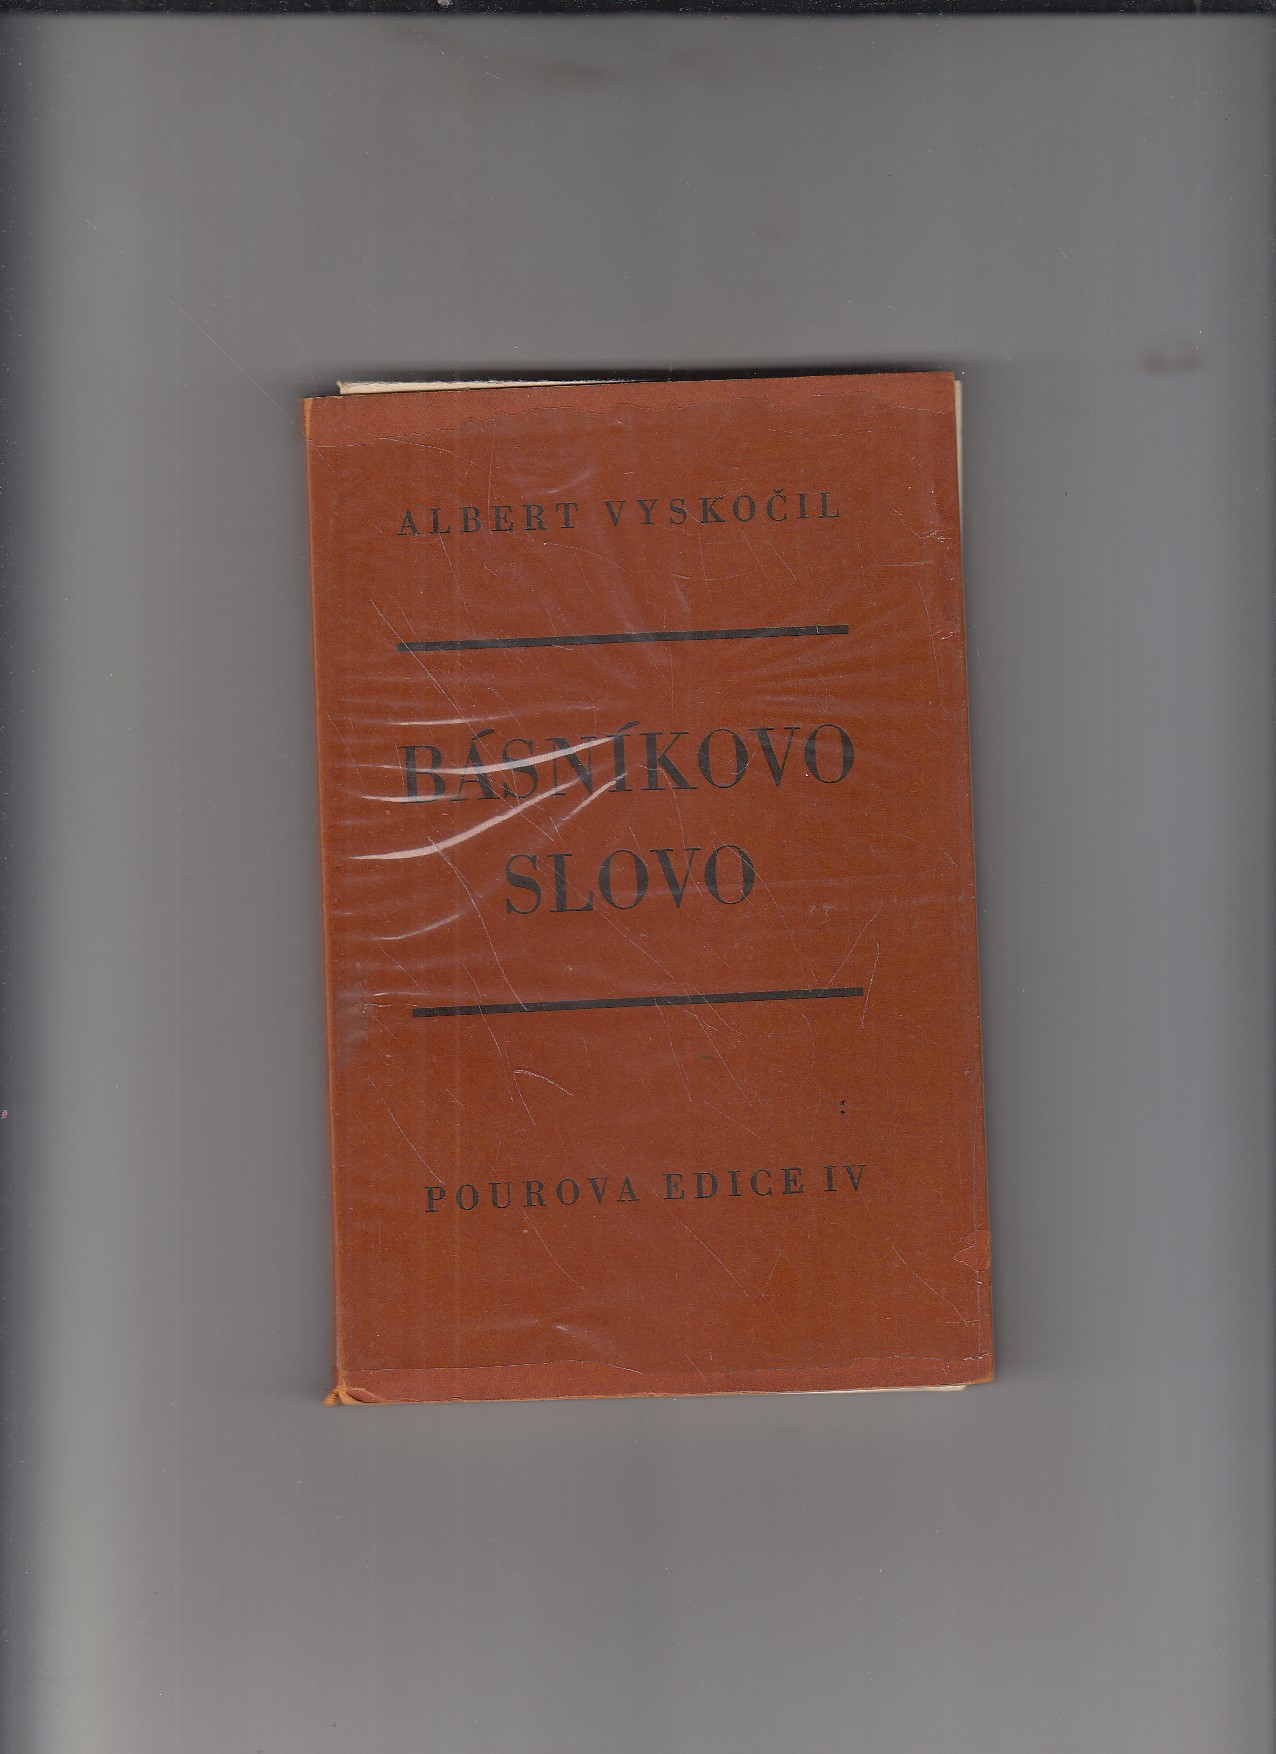 ALBERT VYSKOČIL
BÁSNÍKOVO
SLOVO
POUROVA EDICE IV